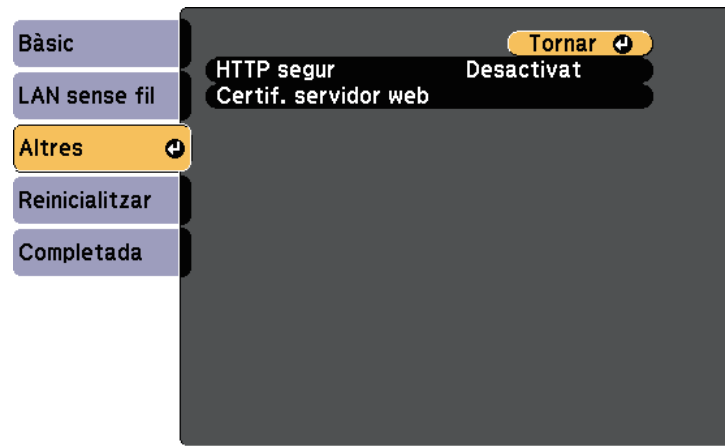 Bàsic
LAN sense fil
Altres
Reinicialitzar
Completada
Tornar
HTTP segur Desactivat
Certif. servidor web